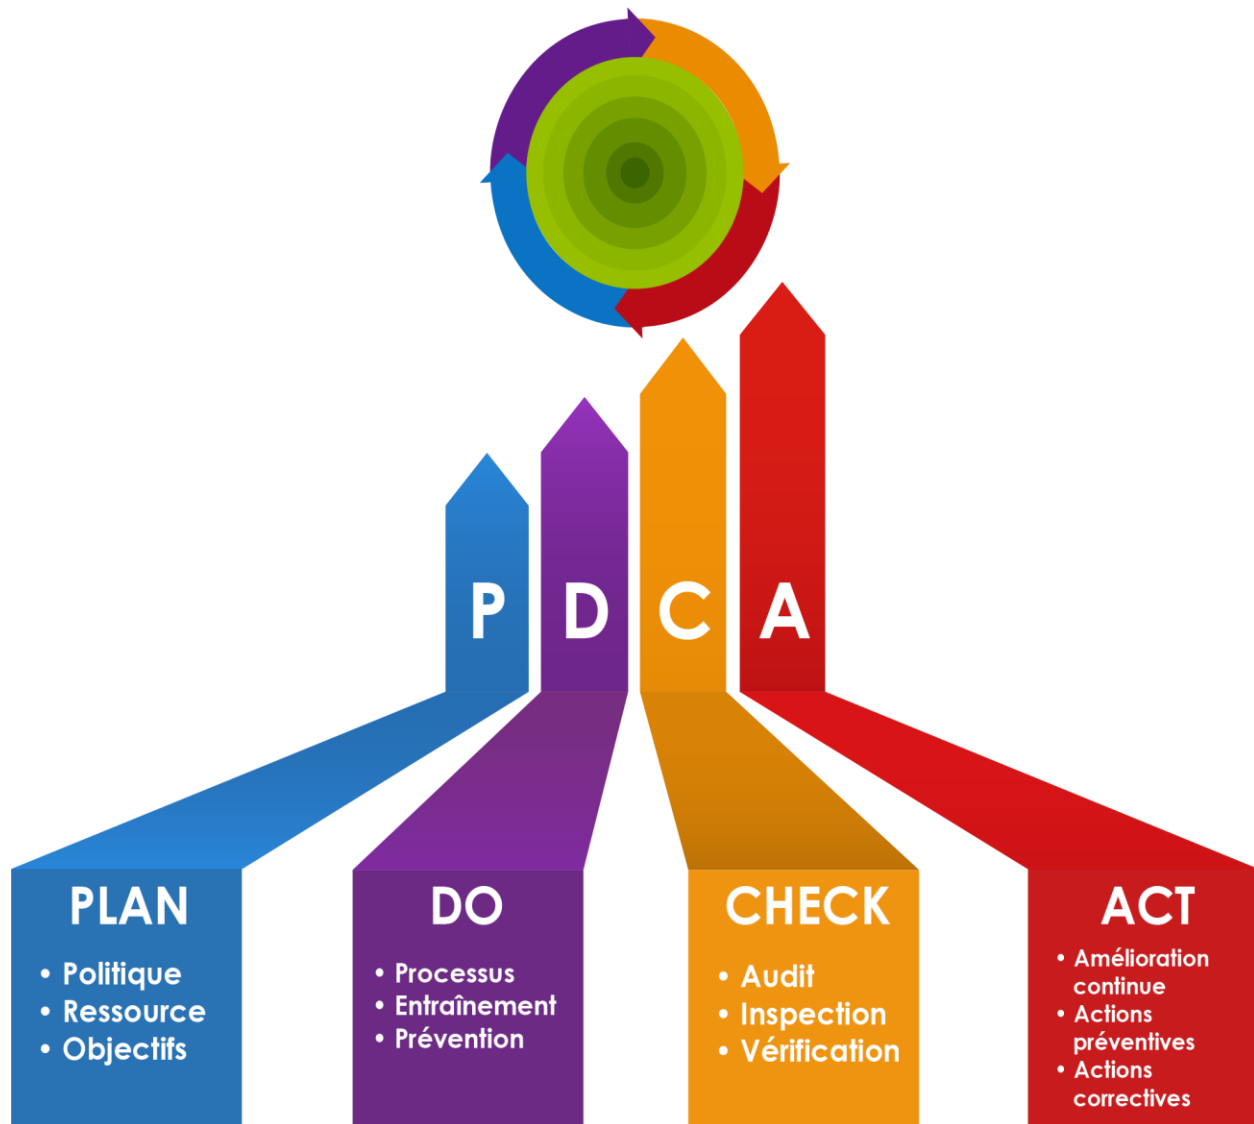 P D C A
PLAN
• Politique
• Ressource
• Objectifs
DO
• Processus
• Entraînement
• Prévention
CHECK
• Audit
• Inspection
• Vérification
ACT
• Amélioration
continue
• Actions
préventives
• Actions
correctives